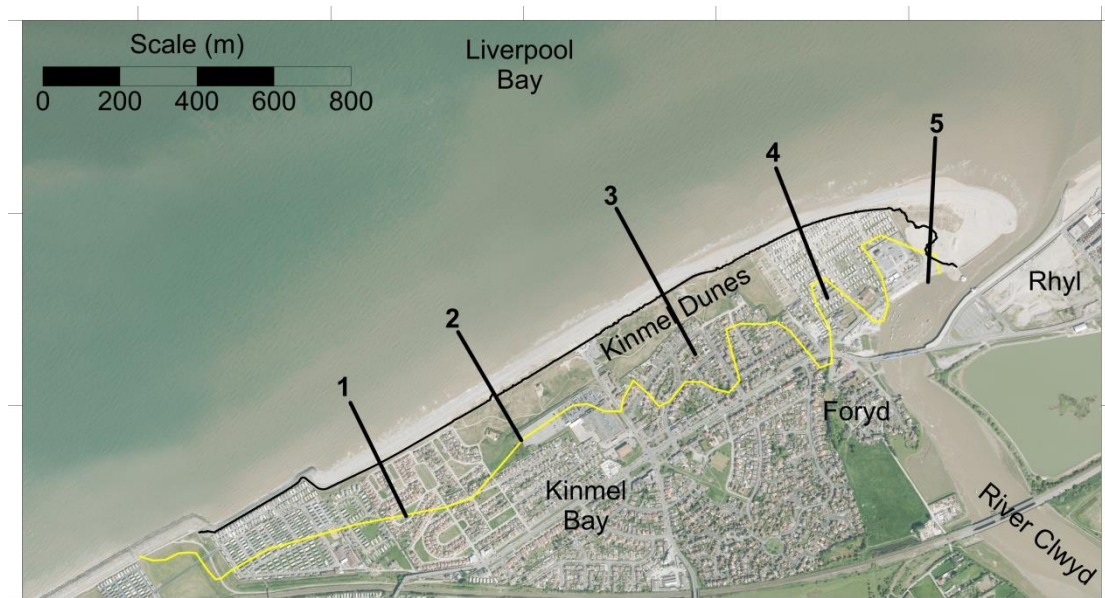 Scale (m)
0 200 400 600 800
Liverpool
Bay
5
4
3
Rhyl
Kinmel Dunes
2
1
Foryd
Kinmel
Bay
River Clwyd